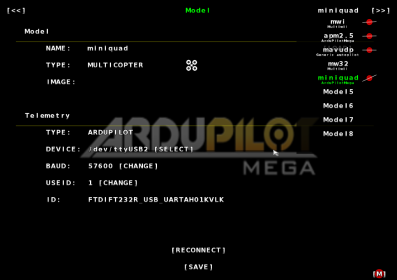 [<<] Model miniquad [>>]
mwi
MultiWii
apm2.5
ArduPilotMega
mavudp
Generic Autopilot
mw32
MultiWii
miniquad
ArduPilotMega
Model5
Model6
Model7
Model8
Model
NAME: miniquad
TYPE: MULTICOPTER
IMAGE:
Telemetry
TYPE: ARDUPILOT
DEVICE: /dev/ttyUSB2 [SELECT]
BAUD: 57600 [CHANGE]
USEID: 1 [CHANGE]
ID: FTDIFT232R_USB_UARTAH01KVLK
ARDUPILOT
MEGA
[RECONNECT]
[SAVE]
[M]